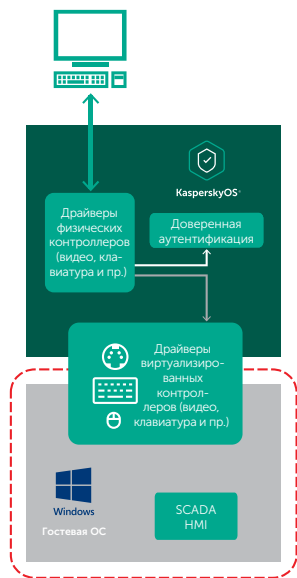 KasperskyOS
Драйверы
физических
контроллеров
(видео, кла-
виатура и пр.)
Доверенная
аутентификация
Драйверы
виртуализиро-
ванных
контрол-
леров (видео,
клавиатура и пр.)
Windows
Гостевая ОС
SCADA
HMI